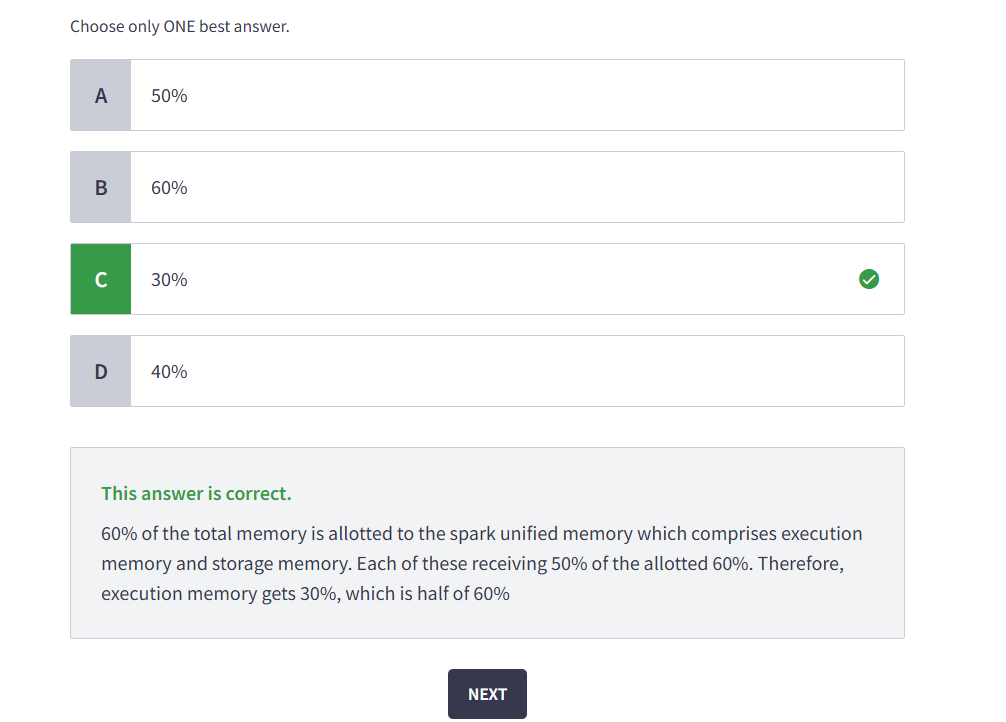 Choose only ONE best answer.
A 50%
B 60%
C 30%
D 40%
This answer is correct.
60% of the total memory is allotted to the spark unified memory which comprises execution
memory and storage memory. Each of these receiving 50% of the allotted 60%. Therefore,
execution memory gets 30%, which is half of 60%
NEXT